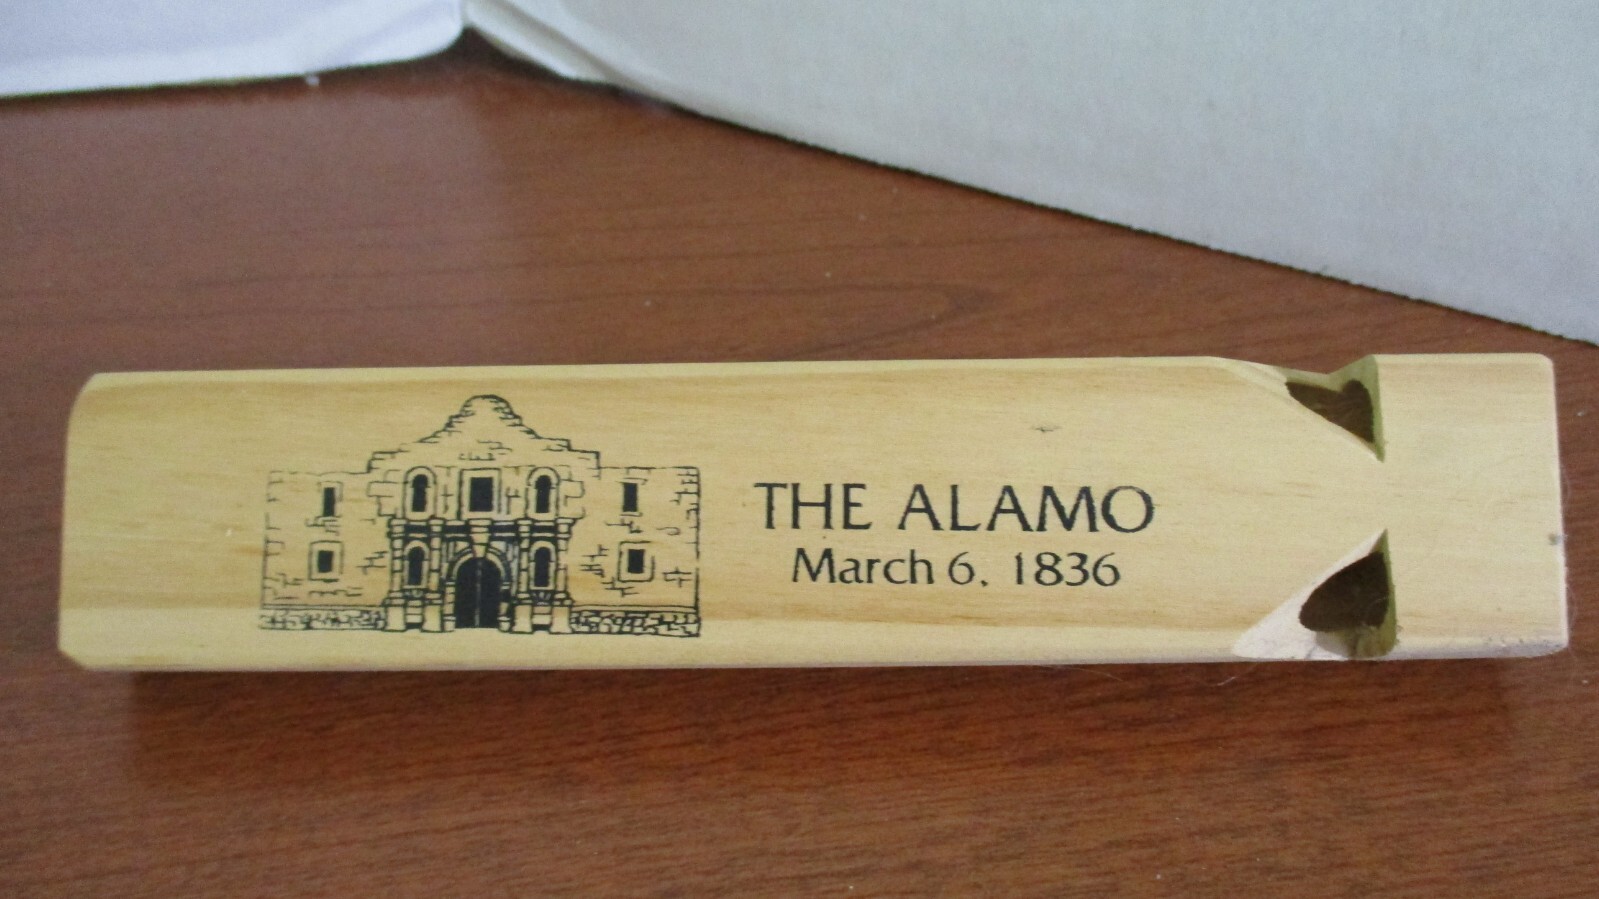 THE ALAMO
March 6, 1836